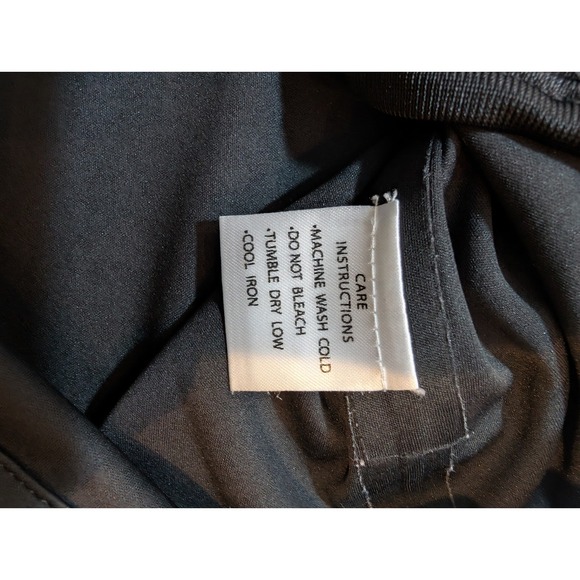 CARE
INSTRUCTIONS
•MACHINE WASH COLD
•DO NOT BLEACH
•TUMBLE DRY LOW
•COOL IRON